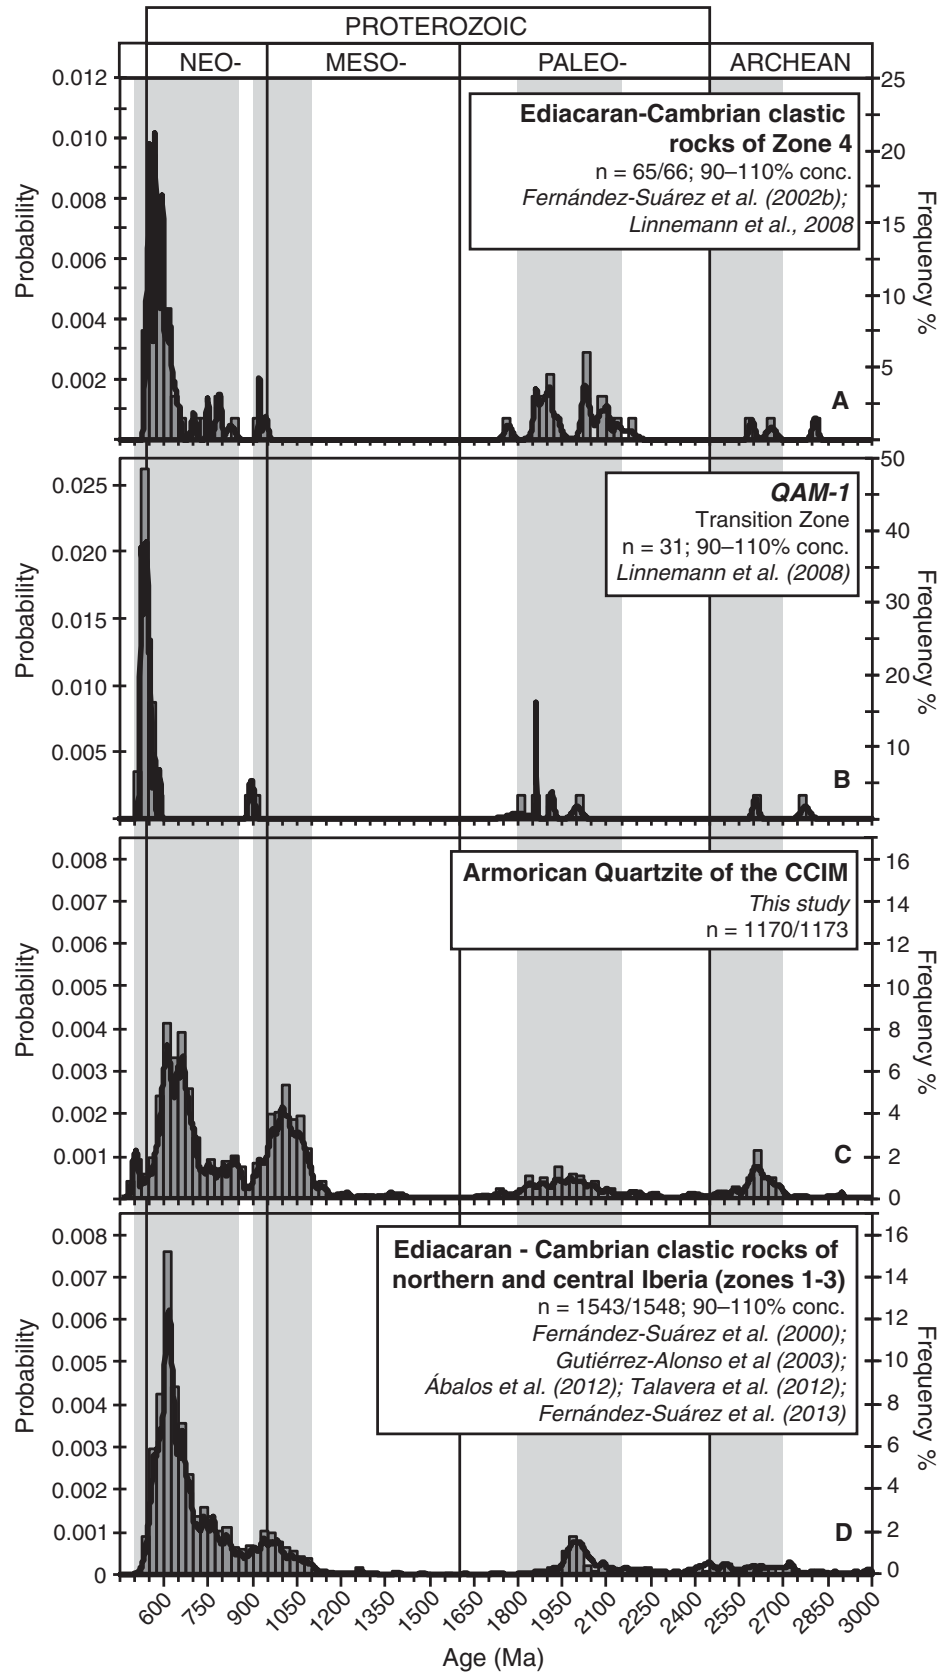 PROTEROZOIC
NEO- MESO- PALEO- ARCHEAN
0.012
0.010
0.008
0.006
0.004
0.002
Probability
25
20
15
10
5
Frequency %
Ediacaran-Cambrian clastic
rocks of Zone 4
n = 65/66; 90–110% conc.
Fernández-Suárez et al. (2002b);
Linnemann et al., 2008
A
0.025
0.020
0.015
0.010
0.005
Probability
50
40
30
20
10
Frequency %
QAM-1
Transition Zone
n = 31; 90–110% conc.
Linnemann et al. (2008)
B
0.008
0.007
0.006
0.005
0.004
0.003
0.002
0.001
Probability
16
14
12
10
8
6
4
2
0
Frequency %
Armorican Quartzite of the CCIM
This study
n = 1170/1173
C
0.008
0.007
0.006
0.005
0.004
0.003
0.002
0.001
0
Probability
16
14
12
10
8
6
4
2
0
Frequency %
Ediacaran - Cambrian clastic rocks of
northern and central Iberia (zones 1-3)
n = 1543/1548; 90–110% conc.
Fernández-Suárez et al. (2000);
Gutiérrez-Alonso et al (2003);
Ábalos et al. (2012); Talavera et al. (2012);
Fernández-Suárez et al. (2013)
D
600 750 900 1050 1200 1350 1500 1650 1800 1950 2100 2250 2400 2550 2700 2850 3000
Age (Ma)